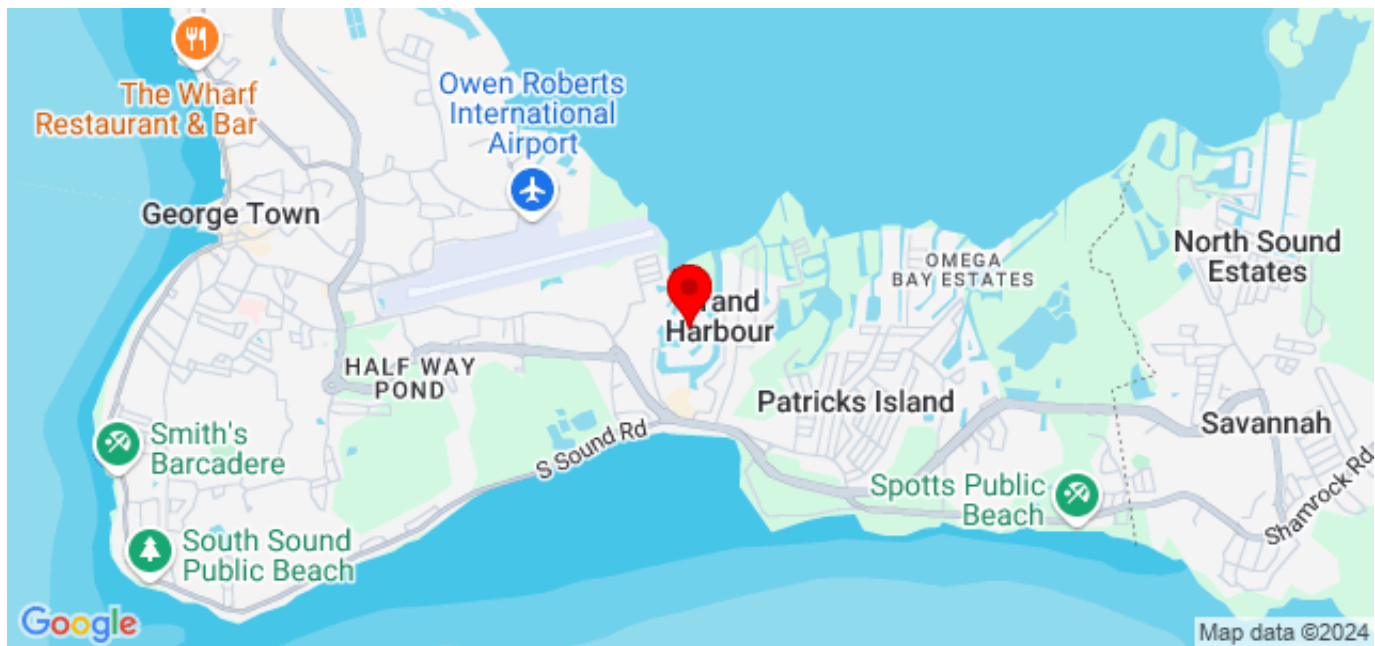 The Wharf
Restaurant & Bar
Owen Roberts
International
Airport
George Town
North Sound
Estates
OMEGA
BAY ESTATES
rand
Harbour
HALF WAY
POND
Patricks Island
Savannah
Smith's
Barcadere
S Sound Rd
Spotts Public
Beach
Shamrock Rd
South Sound
Public Beach
Google
Map data ©2024